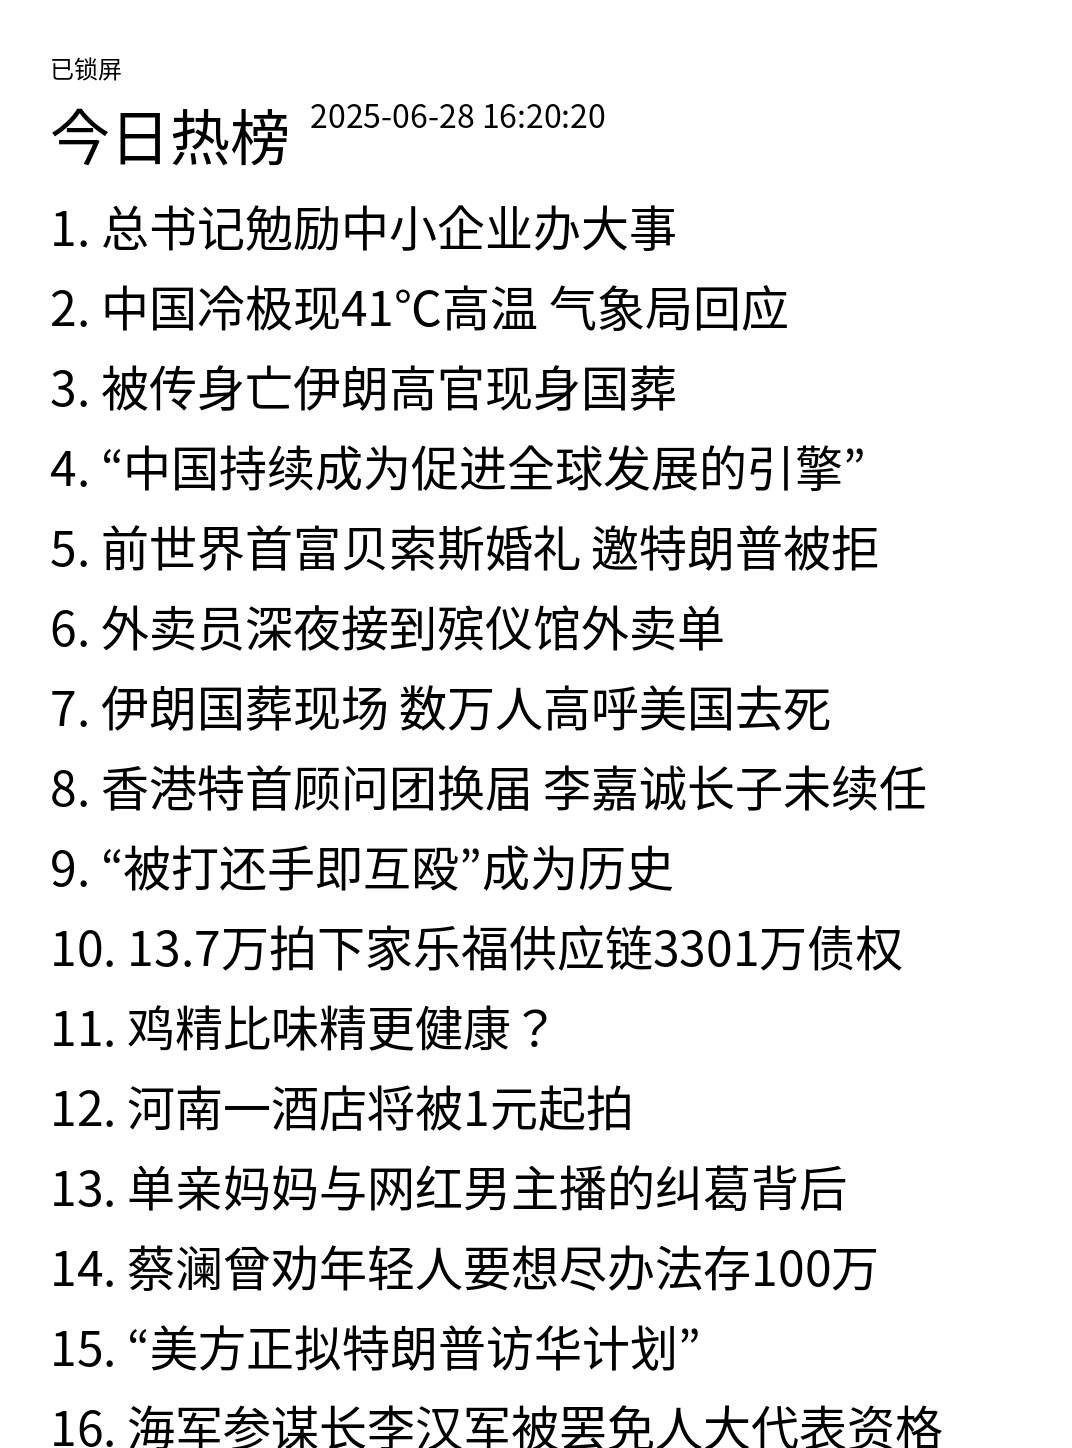 已锁屏
今日热榜 2025-06-28 16:20:20
1. 总书记勉励中小企业办大事
2. 中国冷极现41℃高温 气象局回应
3. 被传身亡伊朗高官现身国葬
4. “中国持续成为促进全球发展的引擎”
5. 前世界首富贝索斯婚礼 邀特朗普被拒
6. 外卖员深夜接到殡仪馆外卖单
7. 伊朗国葬现场 数万人高呼美国去死
8. 香港特首顾问团换届 李嘉诚长子未续任
9. “被打还手即互殴”成为历史
10. 13.7万拍下家乐福供应链3301万债权
11. 鸡精比味精更健康？
12. 河南一酒店将被1元起拍
13. 单亲妈妈与网红男主播的纠葛背后
14. 蔡澜曾劝年轻人要想尽办法存100万
15. “美方正拟特朗普访华计划”
16. 海军参谋长李汉军被罢免人大代表资格